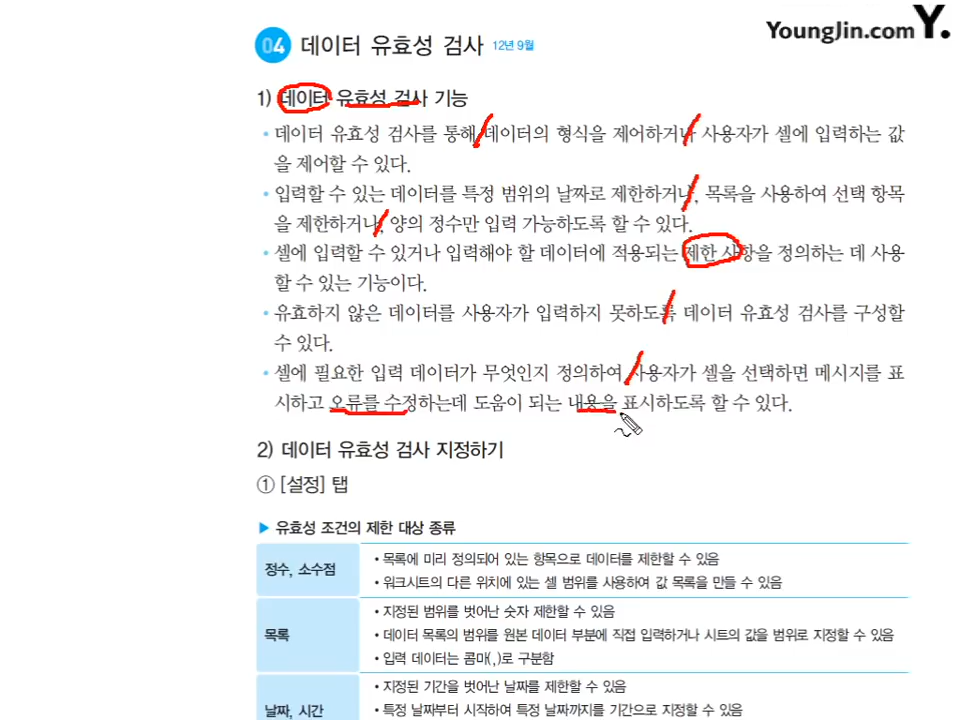 YoungJin.com Y.
04 데이터 유효성 검사 12년 9월
1) 데이터 유효성 검사 기능
• 데이터 유효성 검사를 통해 데이터의 형식을 제어하거나 사용자가 셀에 입력하는 값
을 제어할 수 있다.
• 입력할 수 있는 데이터를 특정 범위의 날짜로 제한하거나, 목록을 사용하여 선택 항목
을 제한하거나, 양의 정수만 입력 가능하도록 할 수 있다.
• 셀에 입력할 수 있거나 입력해야 할 데이터에 적용되는 제한 사항을 정의하는 데 사용
할 수 있는 기능이다.
• 유효하지 않은 데이터를 사용자가 입력하지 못하도록 데이터 유효성 검사를 구성할
수 있다.
• 셀에 필요한 입력 데이터가 무엇인지 정의하여 사용자가 셀을 선택하면 메시지를 표
시하고 오류를 수정하는데 도움이 되는 내용을 표시하도록 할 수 있다.
2) 데이터 유효성 검사 지정하기
① [설정] 탭
▶ 유효성 조건의 제한 대상 종류
정수, 소수점
• 목록에 미리 정의되어 있는 항목으로 데이터를 제한할 수 있음
• 워크시트의 다른 위치에 있는 셀 범위를 사용하여 값 목록을 만들 수 있음
목록
• 지정된 범위를 벗어난 숫자 제한할 수 있음
• 데이터 목록의 범위를 원본 데이터 부분에 직접 입력하거나 시트의 값을 범위로 지정할 수 있음
• 입력 데이터는 콤마(,)로 구분함
날짜, 시간
• 지정된 기간을 벗어난 날짜를 제한할 수 있음
• 특정 날짜부터 시작하여 특정 날짜까지를 기간으로 지정할 수 있음